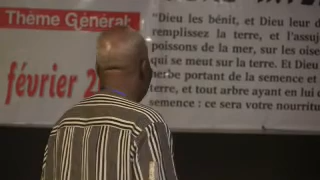 Thème Général:
février 2
"Dieu les bénit, et Dieu leur d
remplissez la terre, et l'assuj
poissons de la mer, sur les oise
qui se meut sur la terre. Et Dieu
herbe portant de la semence et
terre, et tout arbre ayant en lui d
semence : ce sera votre nourritu